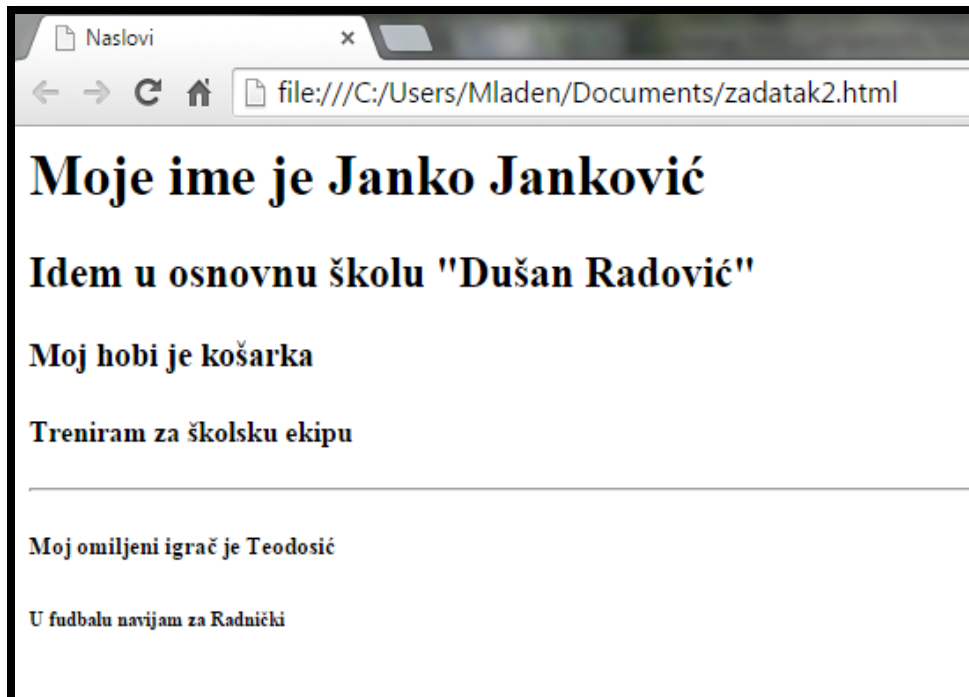 Naslovi
file:///C:/Users/Mladen/Documents/zadatak2.html
Moje ime je Janko Janković
Idem u osnovnu školu "Dušan Radović"
Moj hobi je košarka
Treniram za školsku ekipu
Moj omiljeni igrač je Teodosić
U fudbalu navijam za Radnički